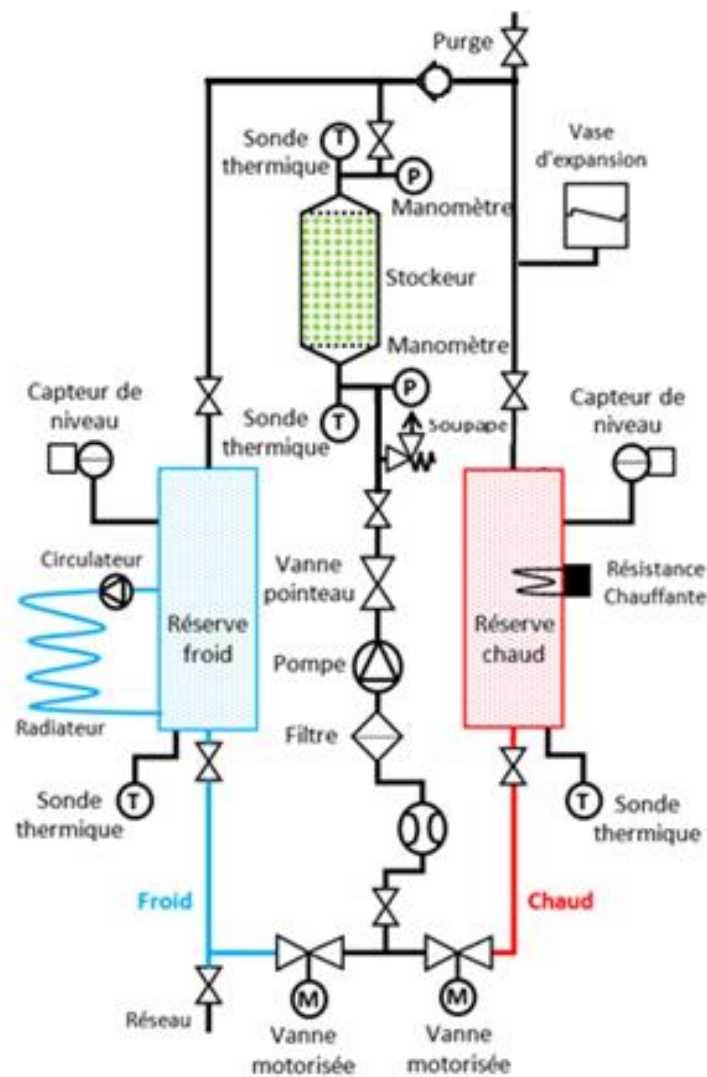 Purge
Sonde
thermique
T
P
Manomètre
Vase
d'expansion
Stockeur
Manomètre
P
Sonde
thermique
T
Soupape
Capteur de
niveau
Capteur de
niveau
Circulateur
Vanne
pointeau
Résistance
Chauffante
Réserve
froid
Réserve
chaud
Pompe
Radiateur
Filtre
Sonde
thermique
T
T
Sonde
thermique
Froid
Chaud
M
M
Réseau
Vanne
motorisée
Vanne
motorisée